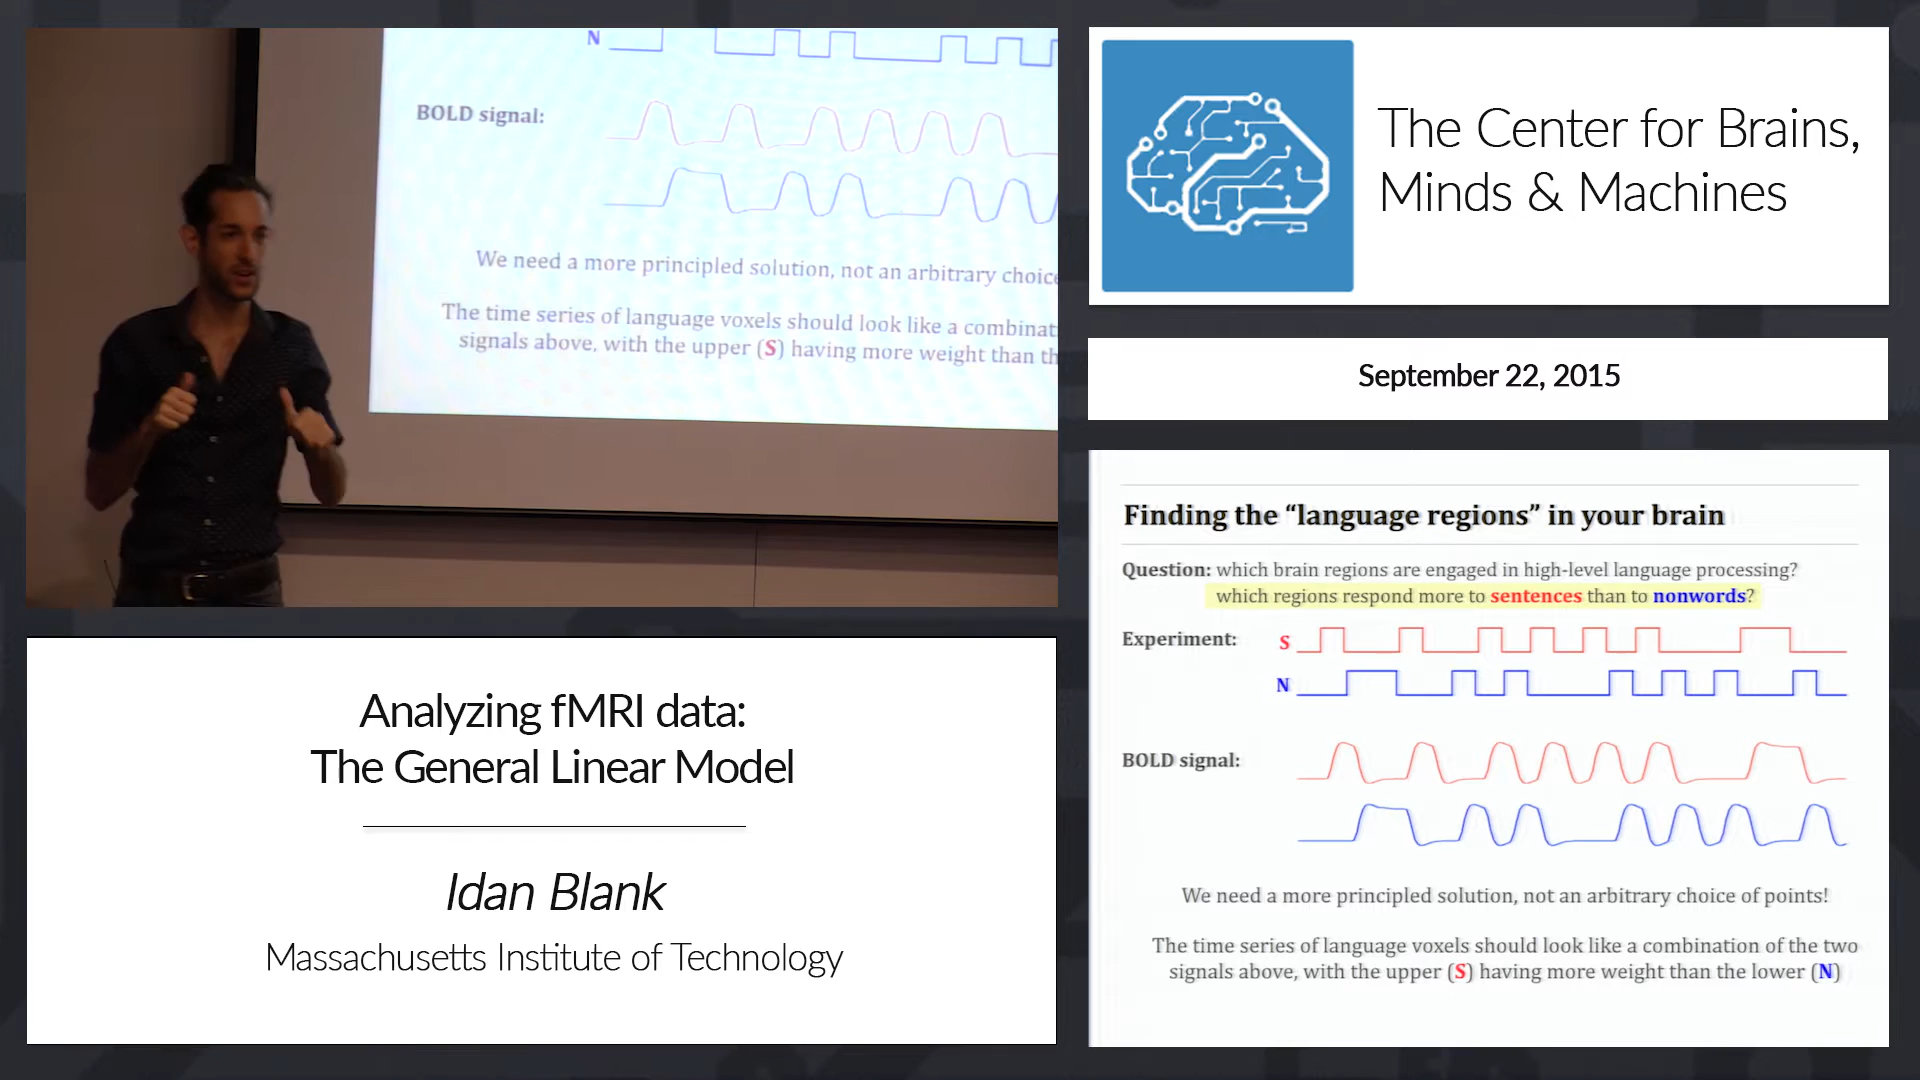 N
BOLD signal:
We need a more principled solution, not an arbitrary choice
The time series of language voxels should look like a combinat
signals above, with the upper (S) having more weight than th
The Center for Brains,
Minds & Machines
September 22, 2015
Analyzing fMRI data:
The General Linear Model
Idan Blank
Massachusetts Institute of Technology
Finding the “language regions” in your brain
Question: which brain regions are engaged in high-level language processing?
which regions respond more to sentences than to nonwords?
Experiment: S
N
BOLD signal:
We need a more principled solution, not an arbitrary choice of points!
The time series of language voxels should look like a combination of the two
signals above, with the upper (S) having more weight than the lower (N)